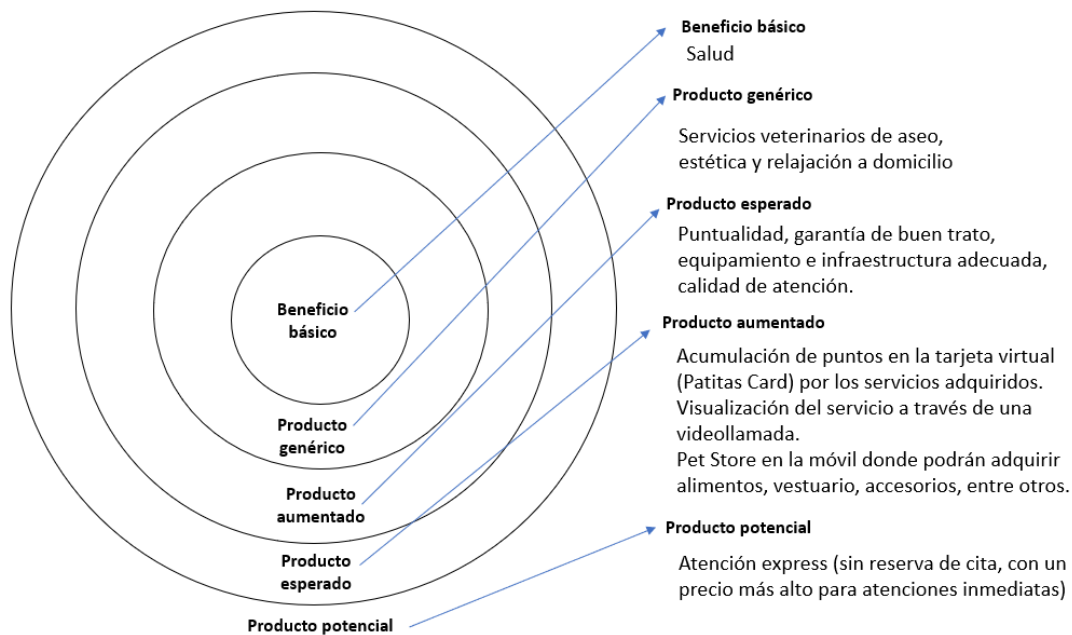 Beneficio básico
Salud
Producto genérico
Servicios veterinarios de aseo,
estética y relajación a domicilio
Producto esperado
Puntualidad, garantía de buen trato,
equipamiento e infraestructura adecuada,
calidad de atención.
Producto aumentado
Acumulación de puntos en la tarjeta virtual
(Patitas Card) por los servicios adquiridos.
Visualización del servicio a través de una
videollamada.
Pet Store en la móvil donde podrán adquirir
alimentos, vestuario, accesorios, entre otros.
Producto potencial
Atención express (sin reserva de cita, con un
precio más alto para atenciones inmediatas)
Beneficio
básico
Producto
genérico
Producto
aumentado
Producto
esperado
Producto potencial